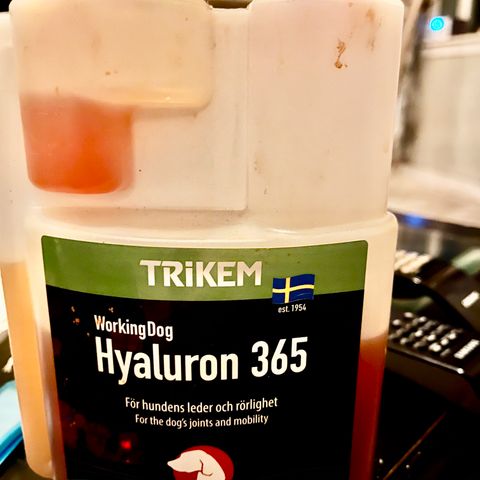 TRiKEM
est. 1954
WorkingDog
Hyaluron 365
För hundens leder och rörlighet
For the dog's joints and mobility